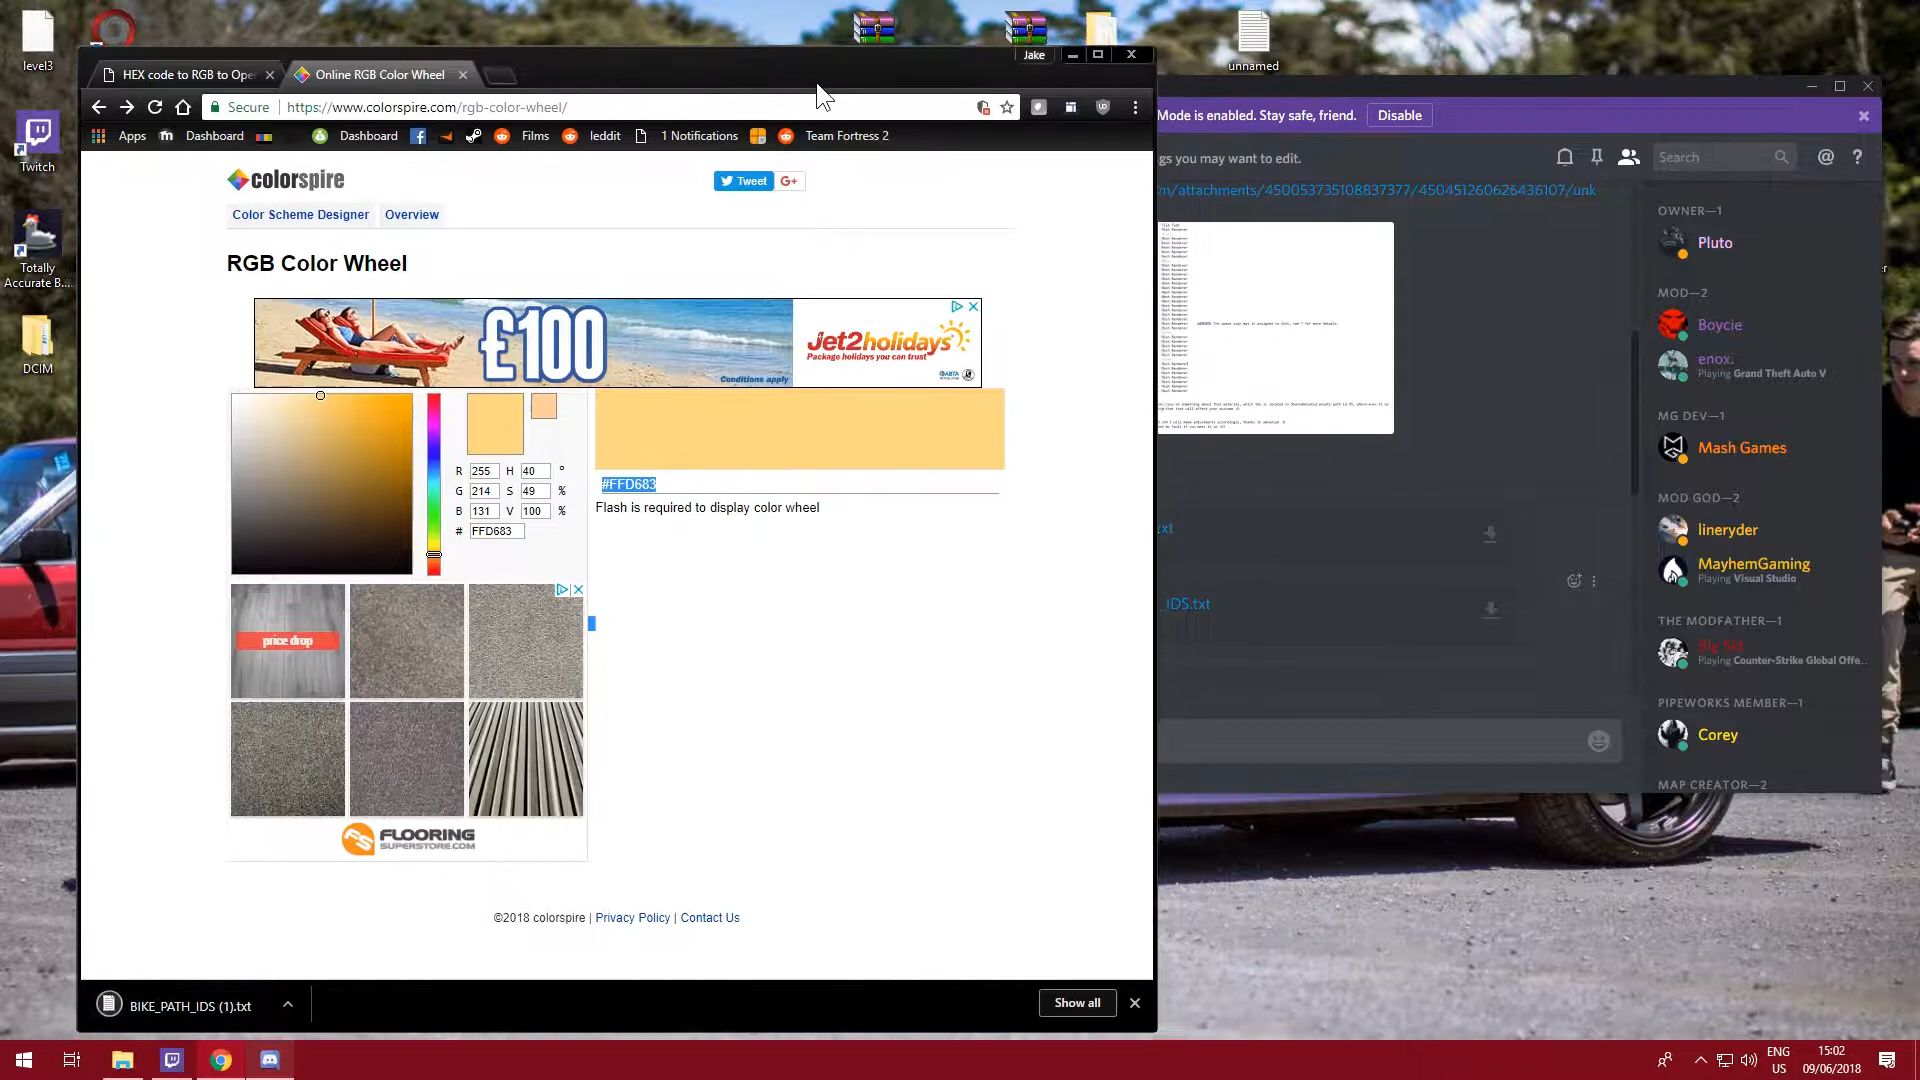 level3
unnamed
Twitch
Totally
Accurate B...
DCIM
Jake
HEX code to RGB to Ope
Online RGB Color Wheel
Secure
https://www.colorspire.com/rgb-color-wheel/
Apps
Dashboard
Dashboard
Films
leddit
1 Notifications
Team Fortress 2
colorspire
Tweet
G+
Color Scheme Designer
Overview
RGB Color Wheel
£100
Conditions apply
Jet2holidays
Package holidays you can trust
ABTA
R 255 H 40 °
G 214 S 49 %
B 131 V 100 %
# FFD683
#FFD683
Flash is required to display color wheel
price drop
FS FLOORING
SUPERSTORE.COM
©2018 colorspire | Privacy Policy | Contact Us
BIKE_PATH_IDS (1).txt
Show all
Mode is enabled. Stay safe, friend.
Disable
gs you may want to edit.
Search
m/attachments/450053735108837377/450451260626436107/unk
_IDS.txt
OWNER—1
Pluto
MOD—2
Boycie
enox.
Playing Grand Theft Auto V
MG DEV—1
Mash Games
MOD GOD—2
lineryder
MayhemGaming
Playing Visual Studio
THE MODFATHER—1
Big Sid
Playing Counter-Strike Global Offe...
PIPEWORKS MEMBER—1
Corey
MAP CREATOR—2
ENG
US
15:02
09/06/2018